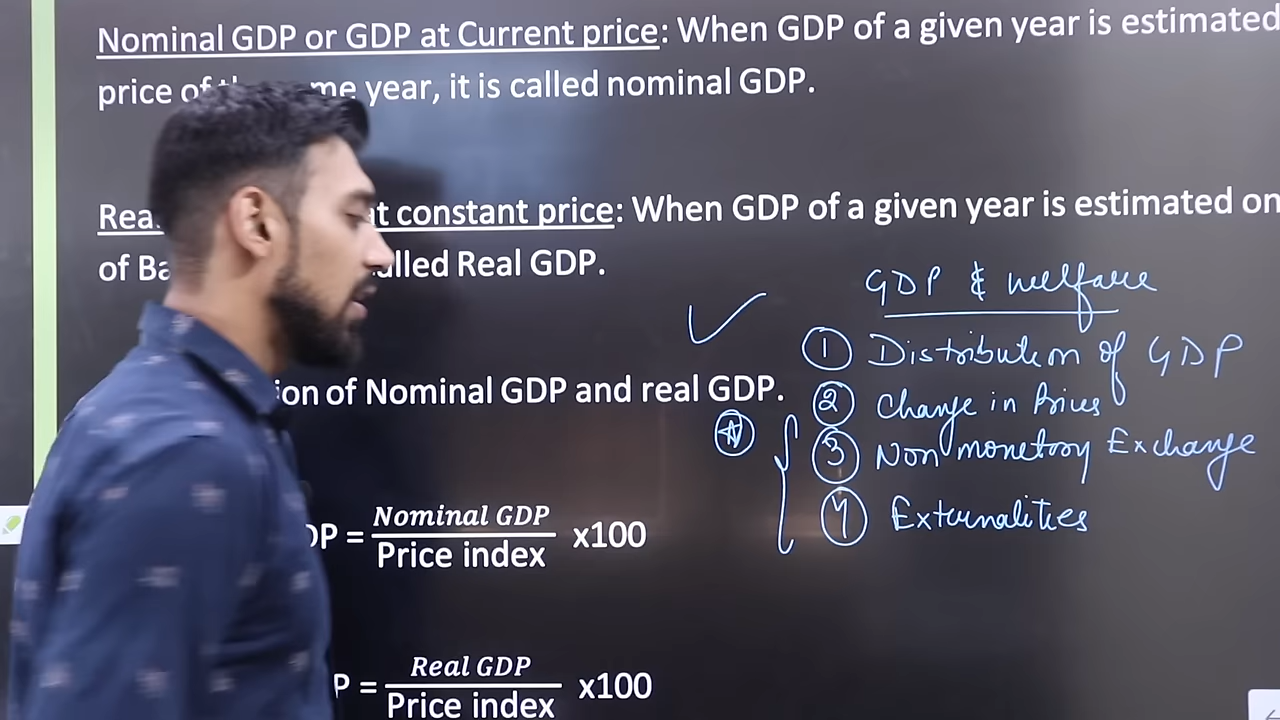 Nominal GDP or GDP at Current price: When GDP of a given year is estimated
price of me year, it is called nominal GDP.
Rea at constant price: When GDP of a given year is estimated on
of Ba alled Real GDP.
GDP & welfare
① Distribution of GDP
ion of Nominal GDP and real GDP.
② Change in Prices
③ Non monetory Exchange
④ Externalities
DP = Nominal GDP / Price index x100
P = Real GDP / Price index x100